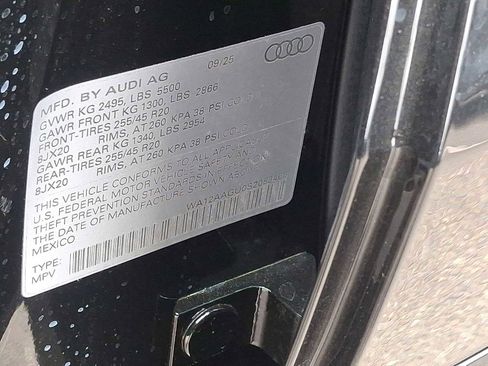 MFD. BY AUDI AG 09/25
GVWR KG 2495, LBS 5500
GAWR FRONT KG 1300, LBS 2866
FRONT-TIRES 255/45 R20
8JX20 RIMS, AT 260 KPA 38 PSI COLD
GAWR REAR KG 1340, LBS 2954
REAR-TIRES 255/45 R20
8JX20 RIMS, AT 260 KPA 38 PSI COLD
THIS VEHICLE CONFORMS TO ALL APPLICABLE
U.S. FEDERAL MOTOR VEHICLE SAFETY AND
THEFT PREVENTION STANDARDS IN
THE DATE OF MANUFACTURE SHOWN ABOVE
MEXICO
TYPE:
MPV